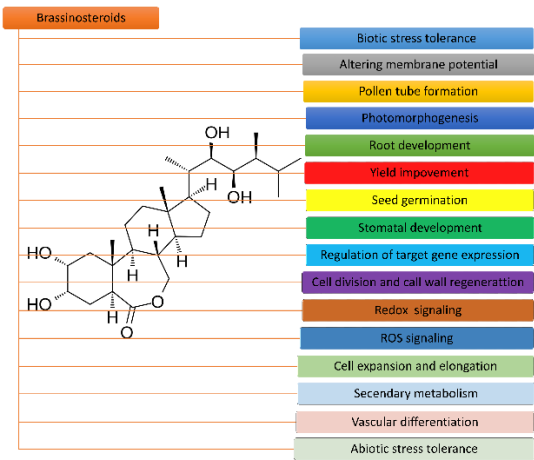 Brassinosteroids
Biotic stress tolerance
Altering membrane potential
Pollen tube formation
Photomorphogenesis
Root development
Yield impovement
Seed germination
Stomatal development
Regulation of target gene expression
Cell division and call wall regenerattion
Redox signaling
ROS signaling
Cell expansion and elongation
Secendary metabolism
Vascular differentiation
Abiotic stress tolerance
OH
H
OH
H
HO
H
H
HO
H
O
O